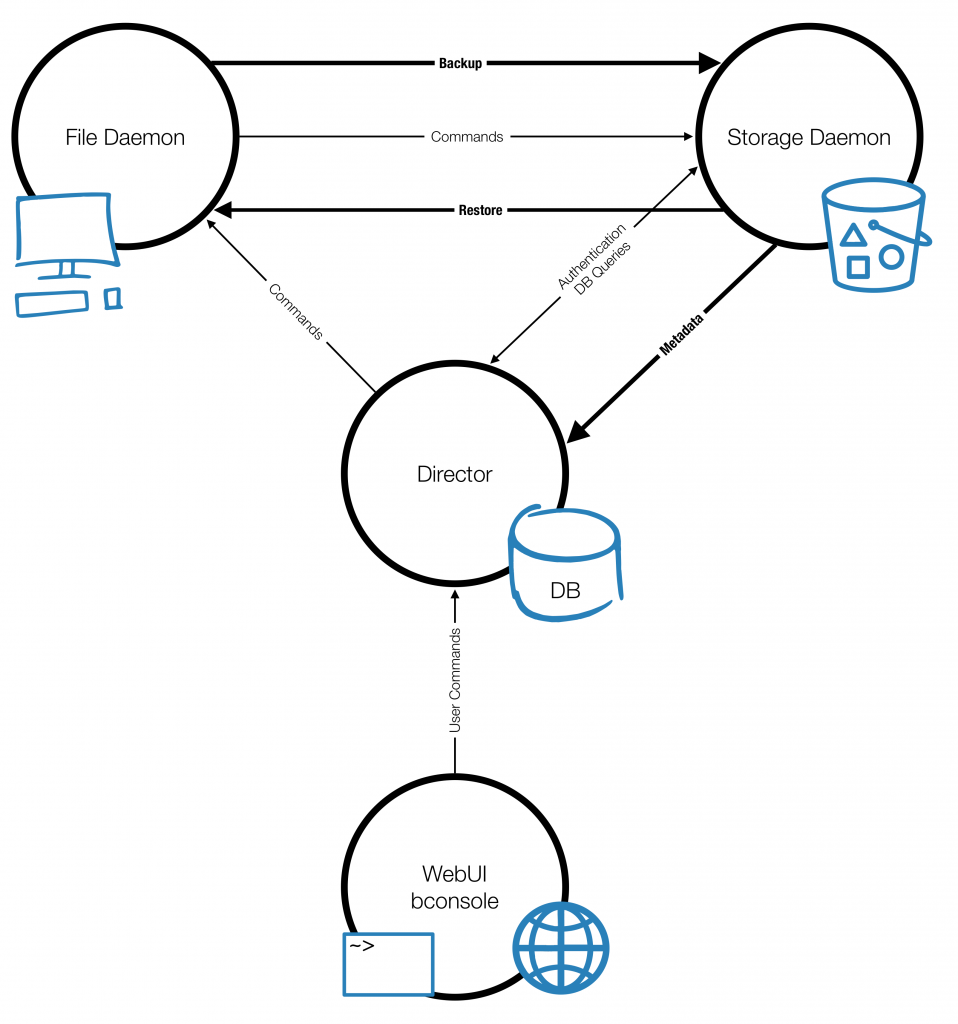 Backup
File Daemon
Commands
Storage Daemon
Restore
Authentication
DB Queries
Commands
Metadata
Director
DB
User Commands
WebUI
bconsole
~>